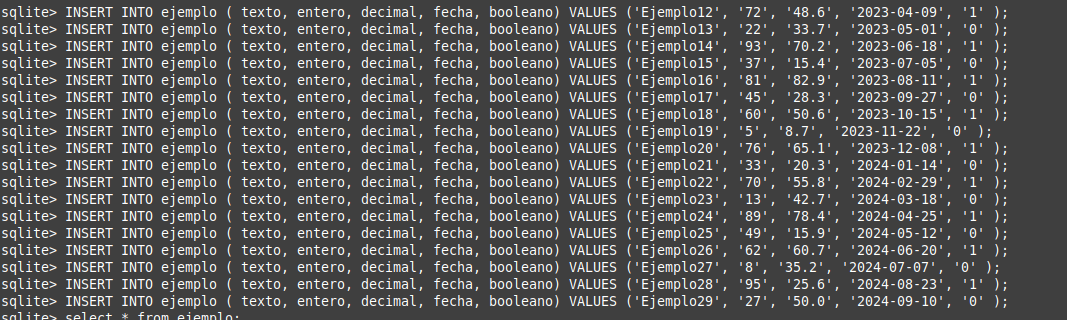 sqlite> INSERT INTO ejemplo ( texto, entero, decimal, fecha, booleano) VALUES ('Ejemplo12', '72', '48.6', '2023-04-09', '1' );
sqlite> INSERT INTO ejemplo ( texto, entero, decimal, fecha, booleano) VALUES ('Ejemplo13', '22', '33.7', '2023-05-01', '0' );
sqlite> INSERT INTO ejemplo ( texto, entero, decimal, fecha, booleano) VALUES ('Ejemplo14', '93', '70.2', '2023-06-18', '1' );
sqlite> INSERT INTO ejemplo ( texto, entero, decimal, fecha, booleano) VALUES ('Ejemplo15', '37', '15.4', '2023-07-05', '0' );
sqlite> INSERT INTO ejemplo ( texto, entero, decimal, fecha, booleano) VALUES ('Ejemplo16', '81', '82.9', '2023-08-11', '1' );
sqlite> INSERT INTO ejemplo ( texto, entero, decimal, fecha, booleano) VALUES ('Ejemplo17', '45', '28.3', '2023-09-27', '0' );
sqlite> INSERT INTO ejemplo ( texto, entero, decimal, fecha, booleano) VALUES ('Ejemplo18', '60', '50.6', '2023-10-15', '1' );
sqlite> INSERT INTO ejemplo ( texto, entero, decimal, fecha, booleano) VALUES ('Ejemplo19', '5', '8.7', '2023-11-22', '0' );
sqlite> INSERT INTO ejemplo ( texto, entero, decimal, fecha, booleano) VALUES ('Ejemplo20', '76', '65.1', '2023-12-08', '1' );
sqlite> INSERT INTO ejemplo ( texto, entero, decimal, fecha, booleano) VALUES ('Ejemplo21', '33', '20.3', '2024-01-14', '0' );
sqlite> INSERT INTO ejemplo ( texto, entero, decimal, fecha, booleano) VALUES ('Ejemplo22', '70', '55.8', '2024-02-29', '1' );
sqlite> INSERT INTO ejemplo ( texto, entero, decimal, fecha, booleano) VALUES ('Ejemplo23', '13', '42.7', '2024-03-18', '0' );
sqlite> INSERT INTO ejemplo ( texto, entero, decimal, fecha, booleano) VALUES ('Ejemplo24', '89', '78.4', '2024-04-25', '1' );
sqlite> INSERT INTO ejemplo ( texto, entero, decimal, fecha, booleano) VALUES ('Ejemplo25', '49', '15.9', '2024-05-12', '0' );
sqlite> INSERT INTO ejemplo ( texto, entero, decimal, fecha, booleano) VALUES ('Ejemplo26', '62', '60.7', '2024-06-20', '1' );
sqlite> INSERT INTO ejemplo ( texto, entero, decimal, fecha, booleano) VALUES ('Ejemplo27', '8', '35.2', '2024-07-07', '0' );
sqlite> INSERT INTO ejemplo ( texto, entero, decimal, fecha, booleano) VALUES ('Ejemplo28', '95', '25.6', '2024-08-23', '1' );
sqlite> INSERT INTO ejemplo ( texto, entero, decimal, fecha, booleano) VALUES ('Ejemplo29', '27', '50.0', '2024-09-10', '0' );
sqlite> select * from ejemplo;